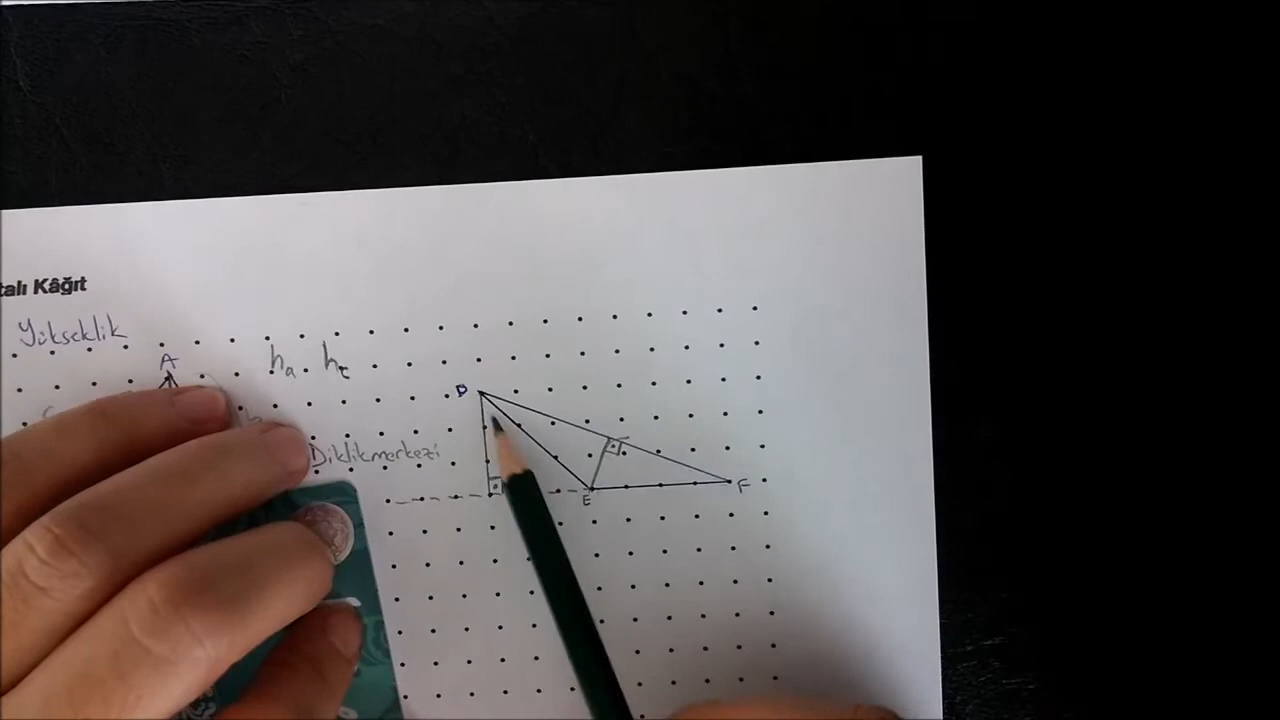 talı Kâğıt
Yükseklik
A
ha hc
D
Diklikmerkezi
F
E